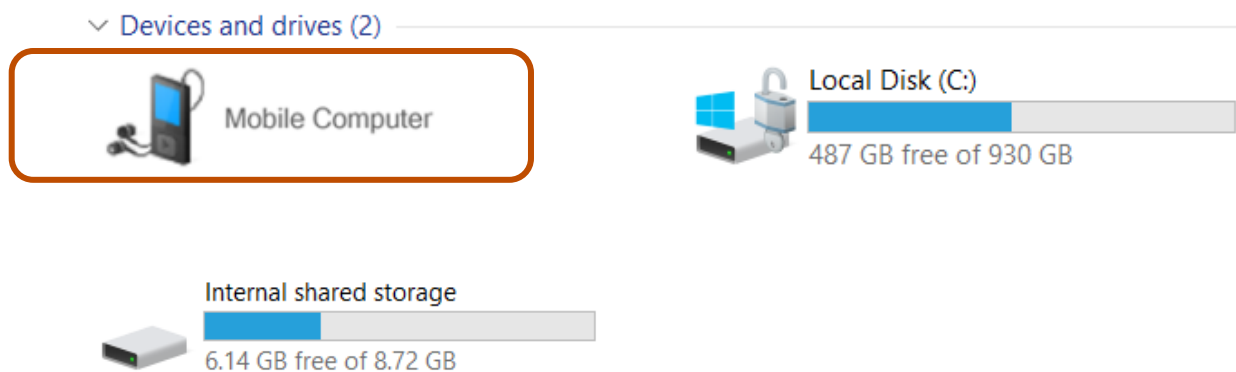 Devices and drives (2)
Mobile Computer
Local Disk (C:)
487 GB free of 930 GB
Internal shared storage
6.14 GB free of 8.72 GB